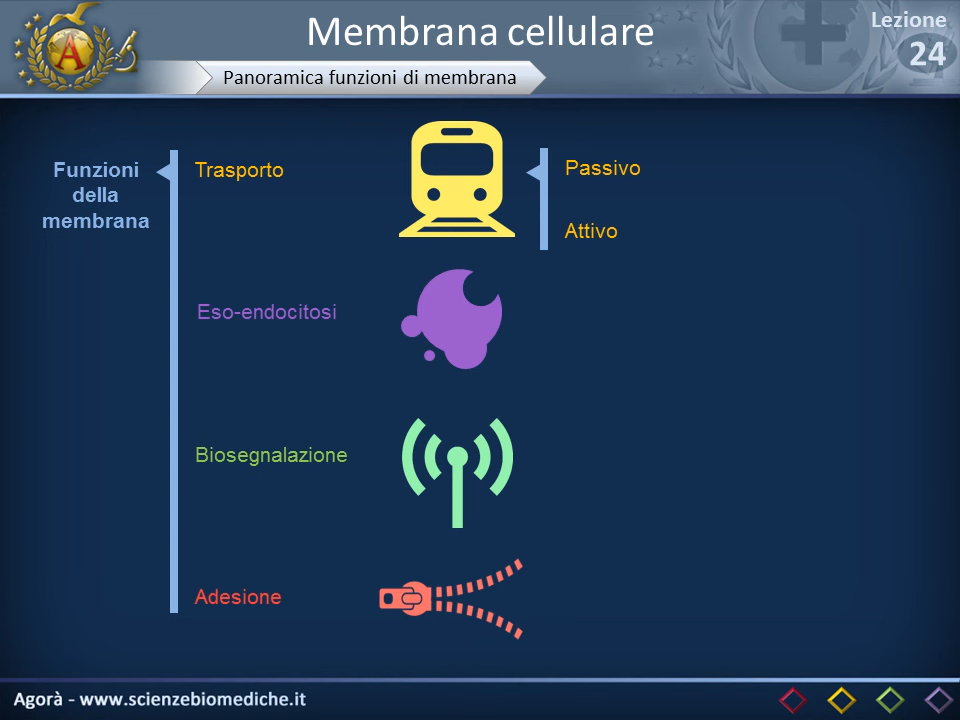 Membrana cellulare
Lezione
24
Panoramica funzioni di membrana
Funzioni
della
membrana
Trasporto
Passivo
Attivo
Eso-endocitosi
Biosegnalazione
Adesione
Agorà - www.scienzebiomediche.it
A